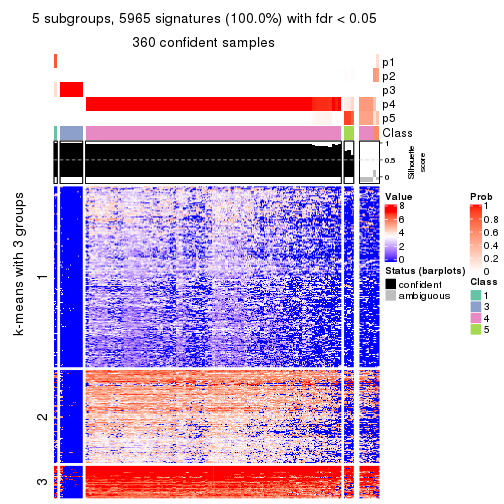 5 subgroups, 5965 signatures (100.0%) with fdr < 0.05
360 confident samples
p1
p2
p3
p4
p5
Class
1
0.5
0
Silhouette
score
k-means with 3 groups
1
2
3
Value
8
6
4
2
0
Status (barplots)
confident
ambiguous
Prob
1
0.8
0.6
0.4
0.2
0
Class
1
3
4
5